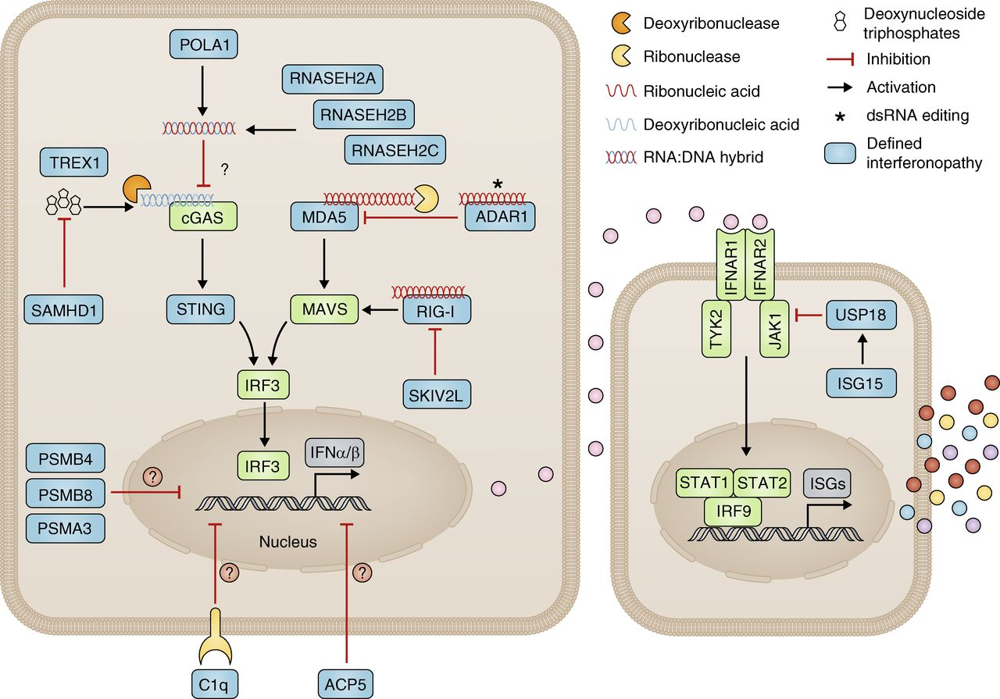 POLA1
RNASEH2A
RNASEH2B
RNASEH2C
TREX1
?
cGAS
MDA5
*
ADAR1
SAMHD1
STING
MAVS
RIG-I
IRF3
SKIV2L
PSMB4
PSMB8
PSMA3
?
IRF3
IFNα/β
Nucleus
?
?
C1q
ACP5
Deoxyribonuclease
Ribonuclease
Ribonucleic acid
Deoxyribonucleic acid
RNA:DNA hybrid
Deoxynucleoside
triphosphates
Inhibition
Activation
* dsRNA editing
Defined
interferonopathy
IFNAR1
IFNAR2
TYK2
JAK1
USP18
ISG15
STAT1
STAT2
IRF9
ISGs